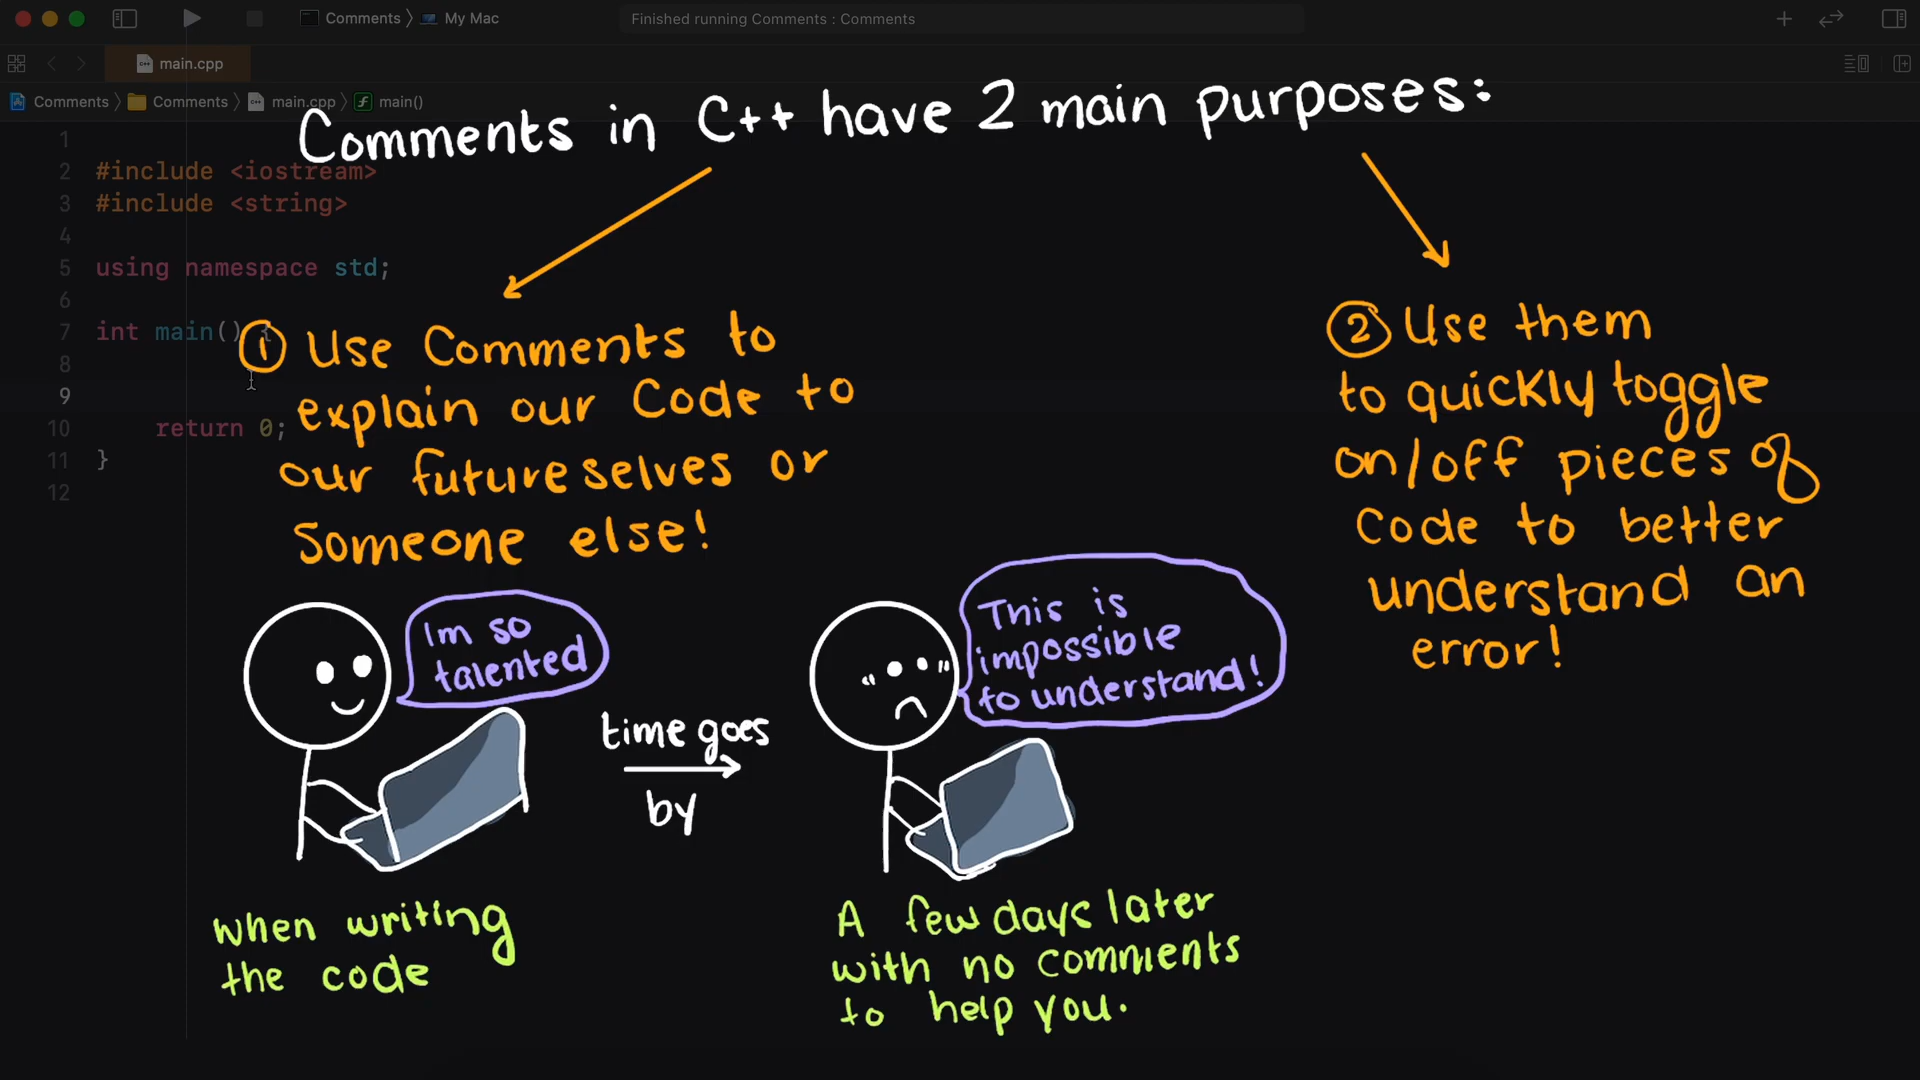 Comments
My Mac
Finished running Comments : Comments
main.cpp
Comments
Comments
main.cpp
main()
Comments in C++ have 2 main purposes:
1
2 #include <iostream>
3 #include <string>
4
5 using namespace std;
6
7 int main() {
8
9
10 return 0;
11 }
12
1 Use Comments to
explain our Code to
our future selves or
Someone else!
2 Use them
to quickly toggle
on/off pieces of
Code to better
understand an
error!
Im so
talented
time goes
by
This is
impossible
to understand!
when writing
the code
A few days later
with no comments
to help you.